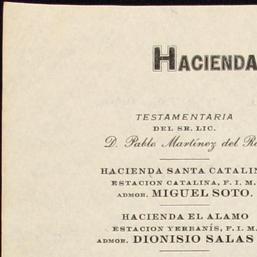 HACIENDA
TESTAMENTARIA
DEL SR. LIC.
D. Pablo Martínez del
HACIENDA SANTA CATALIN
ESTACION CATALINA, F. I. M.
ADMOR. MIGUEL SOTO.
HACIENDA EL ALAMO
ESTACION YERBANÍS, F. I. M.
ADMOR. DIONISIO SALAS